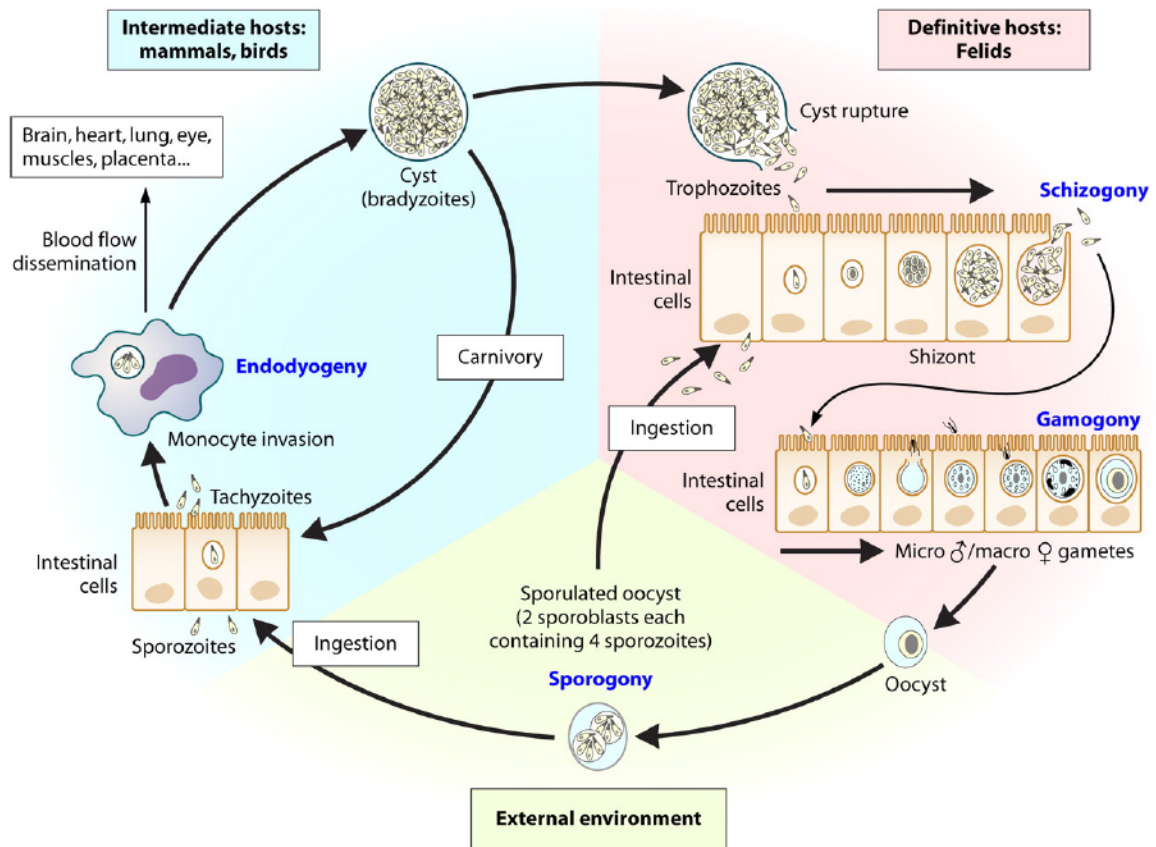 Intermediate hosts:
mammals, birds
Definitive hosts:
Felids
Brain, heart, lung, eye,
muscles, placenta...
Cyst
(bradyzoites)
Cyst rupture
Trophozoites
Schizogony
Blood flow
dissemination
Intestinal
cells
Endodyogeny
Carnivory
Shizont
Monocyte invasion
Ingestion
Gamogony
Tachyzoites
Intestinal
cells
Intestinal
cells
Micro ♂/macro ♀ gametes
Sporulated oocyst
(2 sporoblasts each
containing 4 sporozoites)
Sporozoites
Ingestion
Sporogony
Oocyst
External environment